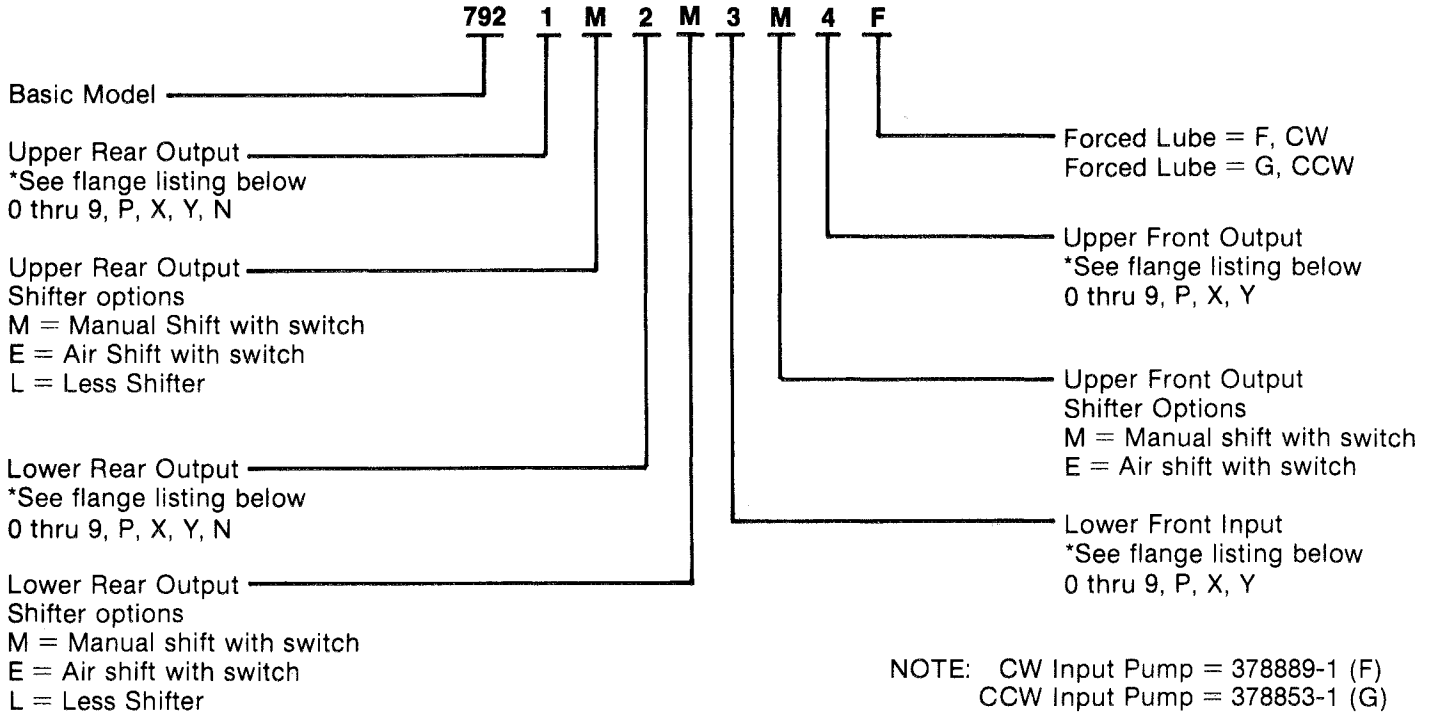 792 1 M 2 M 3 M 4 F
Basic Model
Upper Rear Output
*See flange listing below
0 thru 9, P, X, Y, N
Upper Rear Output
Shifter options
M = Manual Shift with switch
E = Air Shift with switch
L = Less Shifter
Lower Rear Output
*See flange listing below
0 thru 9, P, X, Y, N
Lower Rear Output
Shifter options
M = Manual shift with switch
E = Air shift with switch
L = Less Shifter
Forced Lube = F, CW
Forced Lube = G, CCW
Upper Front Output
*See flange listing below
0 thru 9, P, X, Y
Upper Front Output
Shifter Options
M = Manual shift with switch
E = Air shift with switch
Lower Front Input
*See flange listing below
0 thru 9, P, X, Y
NOTE: CW Input Pump = 378889-1 (F)
CCW Input Pump = 378853-1 (G)